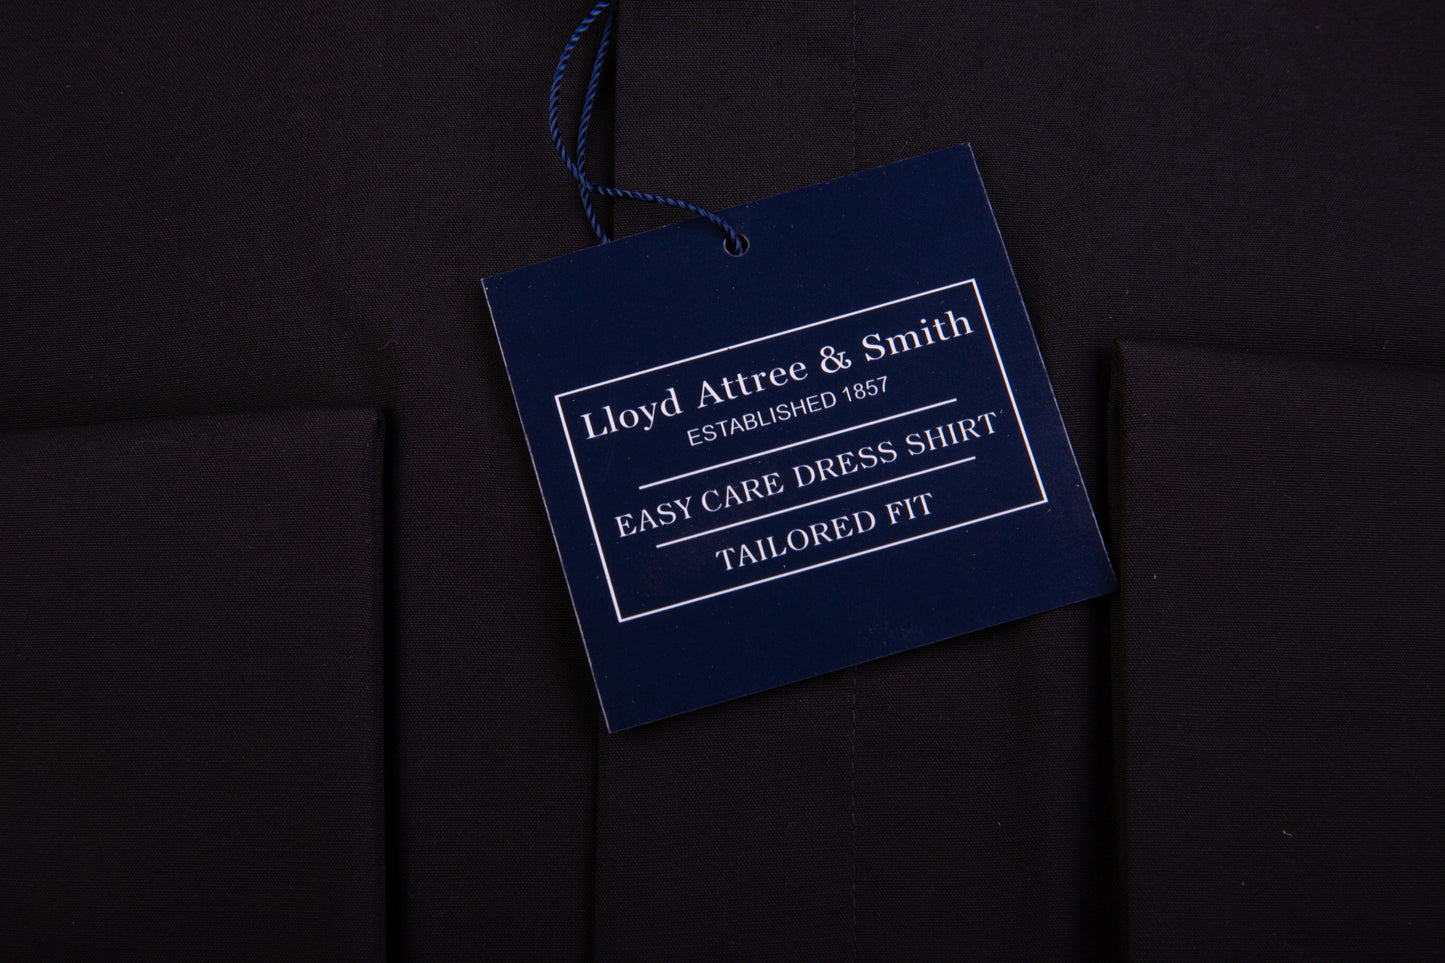 Lloyd Attree & Smith
ESTABLISHED 1857
EASY CARE DRESS SHIRT
TAILORED FIT